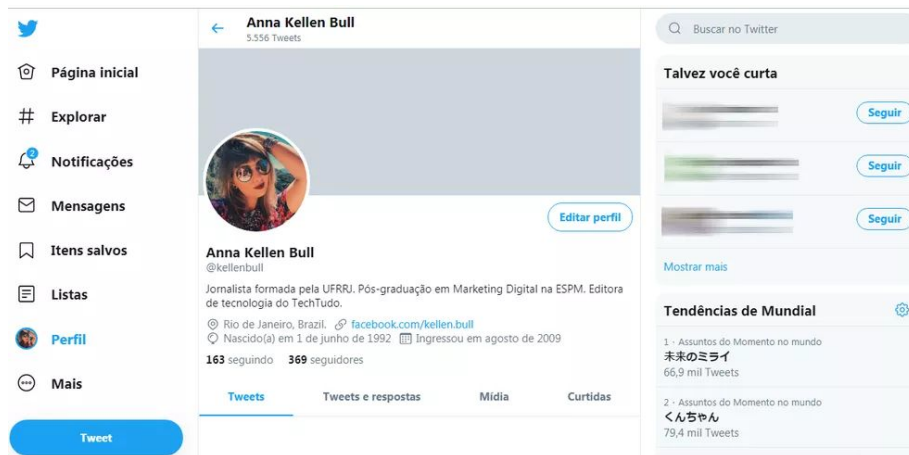 Página inicial
Explorar
2
Notificações
Mensagens
Itens salvos
Listas
Perfil
Mais
Tweet
Anna Kellen Bull
5.556 Tweets
Editar perfil
Anna Kellen Bull
@kellenbull
Jornalista formada pela UFRRJ. Pós-graduação em Marketing Digital na ESPM. Editora
de tecnologia do TechTudo.
Rio de Janeiro, Brazil. facebook.com/kellen.bull
Nascido(a) em 1 de junho de 1992 Ingressou em agosto de 2009
163 seguindo 369 seguidores
Tweets Tweets e respostas Mídia Curtidas
Buscar no Twitter
Talvez você curta
Seguir
Seguir
Seguir
Mostrar mais
Tendências de Mundial
1 · Assuntos do Momento no mundo
未来のミライ
66,9 mil Tweets
2 · Assuntos do Momento no mundo
くんちゃん
79,4 mil Tweets